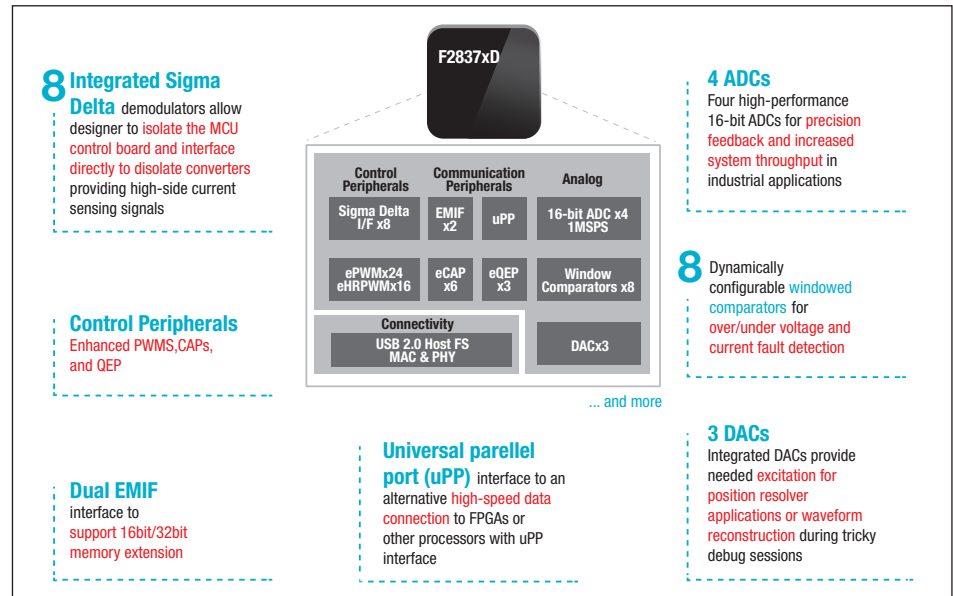 F2837xD
8 Integrated Sigma
Delta demodulators allow
designer to isolate the MCU
control board and interface
directly to disolate converters
providing high-side current
sensing signals
Control Peripherals
Enhanced PWMS,CAPs,
and QEP
Dual EMIF
interface to
support 16bit/32bit
memory extension
Control
Peripherals
Communication
Peripherals
Analog
Sigma Delta
I/F x8
EMIF
x2
uPP
16-bit ADC x4
1MSPS
ePWMx24
eHRPWMx16
eCAP
x6
eQEP
x3
Window
Comparators x8
Connectivity
USB 2.0 Host FS
MAC & PHY
DACx3
... and more
Universal parellel
port (uPP) interface to an
alternative high-speed data
connection to FPGAs or
other processors with uPP
interface
4 ADCs
Four high-performance
16-bit ADCs for precision
feedback and increased
system throughput in
industrial applications
8 Dynamically
configurable windowed
comparators for
over/under voltage and
current fault detection
3 DACs
Integrated DACs provide
needed excitation for
position resolver
applications or waveform
reconstruction during tricky
debug sessions